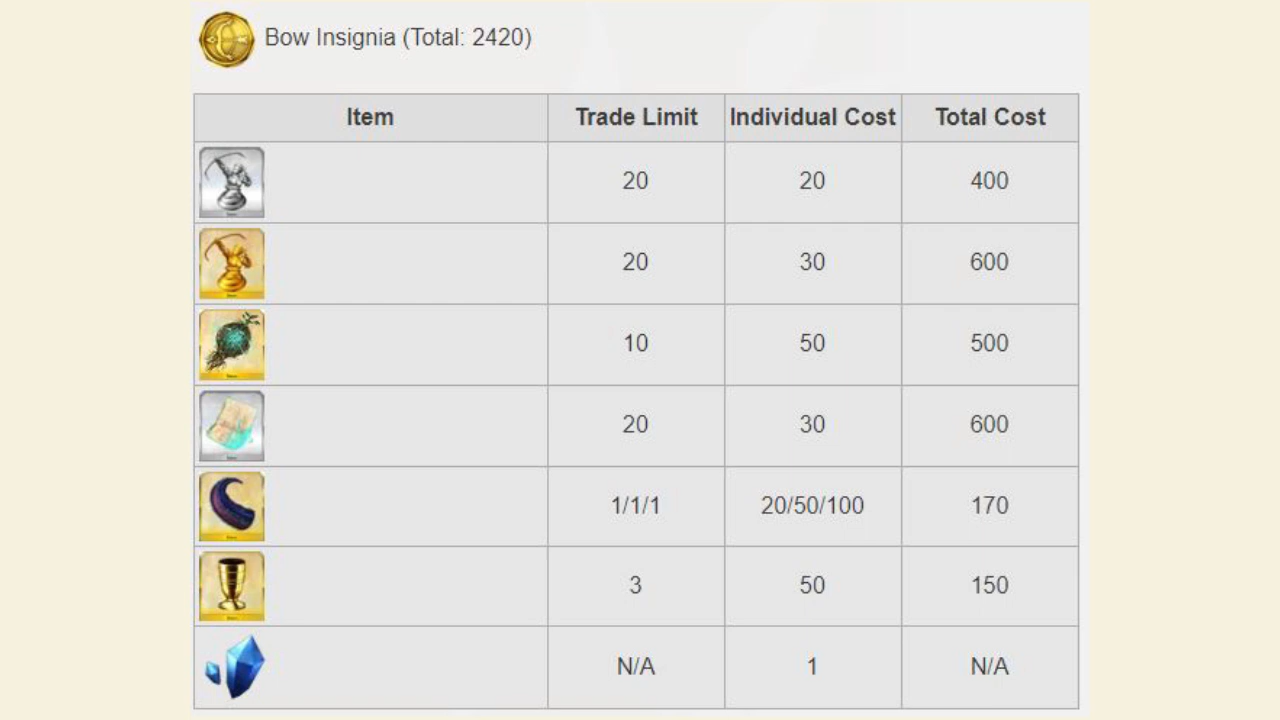 Bow Insignia (Total: 2420)
Item Trade Limit Individual Cost Total Cost
20 20 400
20 30 600
10 50 500
20 30 600
1/1/1 20/50/100 170
3 50 150
N/A 1 N/A